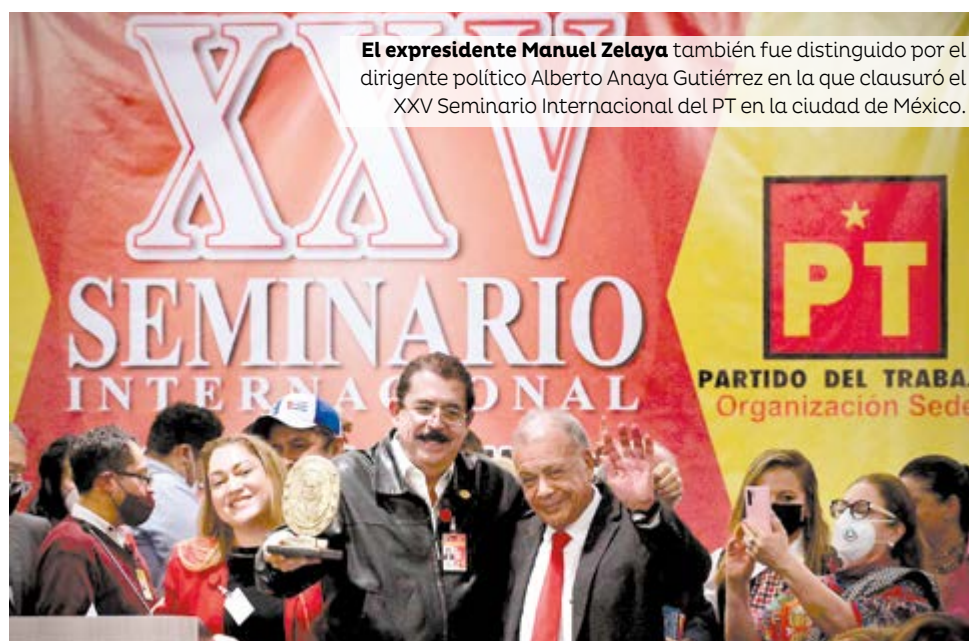 El expresidente Manuel Zelaya también fue distinguido por el
dirigente político Alberto Anaya Gutiérrez en la que clausuró el
XXV Seminario Internacional del PT en la ciudad de México.
XXV
SEMINARIO
INTERNACIONAL
PT
PARTIDO DEL TRABA
Organización Sede